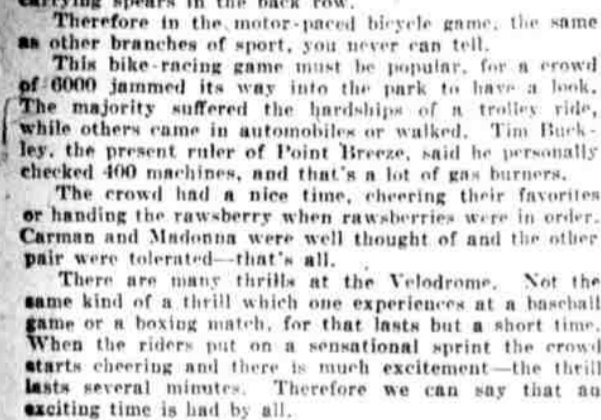 carrying spears in the back row.
Therefore in the motor-paced bicycle game, the same
as other branches of sport, you never can tell.
This bike-racing game must be popular, for a crowd
of 6000 jammed its way into the park to have a look.
The majority suffered the hardships of a trolley ride,
while others came in automobiles or walked. Tim Buck-
ley, the present ruler of Point Breeze, said he personally
checked 400 machines, and that's a lot of gas burners.
The crowd had a nice time, cheering their favorites
or handing the rawsberry when rawsberries were in order.
Carman and Madonna were well thought of and the other
pair were tolerated—that's all.
There are many thrills at the Velodrome. Not the
same kind of a thrill which one experiences at a baseball
game or a boxing match, for that lasts but a short time.
When the riders put on a sensational sprint the crowd
starts cheering and there is much excitement—the thrill
lasts several minutes. Therefore we can say that an
exciting time is had by all.